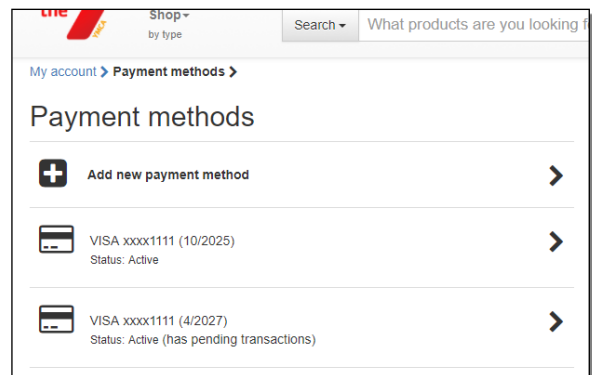 the
YMCA
Shop
by type
Search
What products are you looking f
My account > Payment methods >
Payment methods
Add new payment method
VISA xxxx1111 (10/2025)
Status: Active
VISA xxxx1111 (4/2027)
Status: Active (has pending transactions)